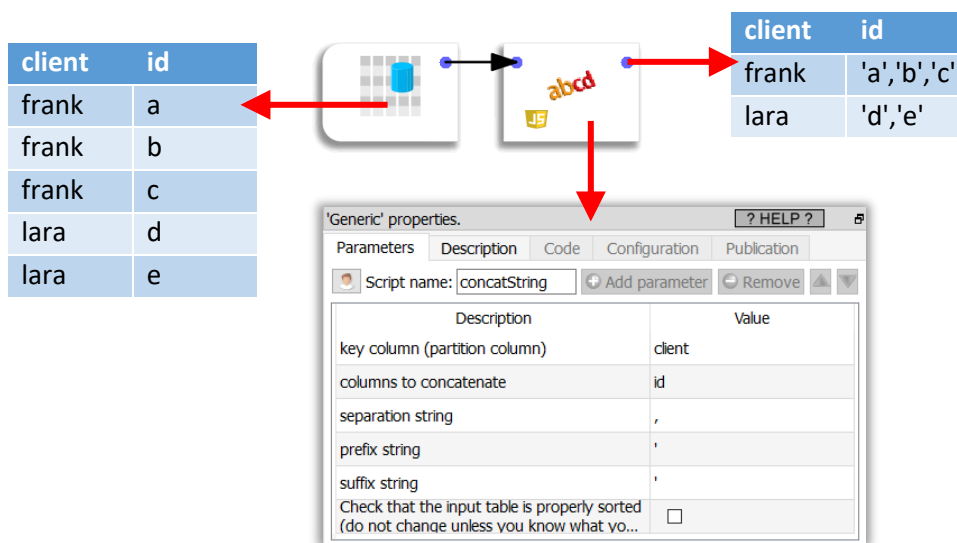 client id
frank a
frank b
frank c
lara d
lara e
abcd
JS
client id
frank 'a','b','c'
lara 'd','e'
'Generic' properties. ? HELP ?
Parameters Description Code Configuration Publication
Script name: concatString Add parameter Remove
Description Value
key column (partition column) client
columns to concatenate id
separation string ,
prefix string '
suffix string '
Check that the input table is properly sorted
(do not change unless you know what yo...